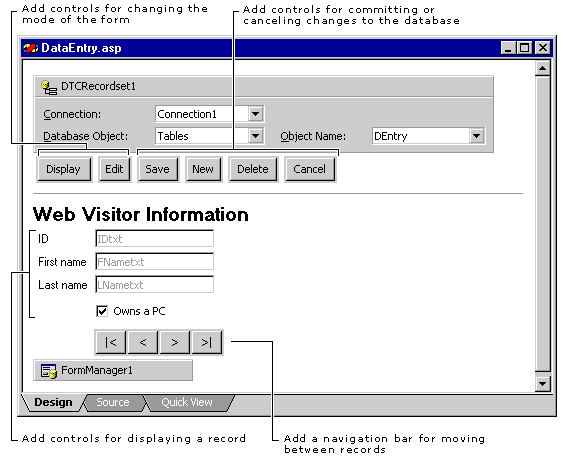 Add controls for changing the
mode of the form
Add controls for committing or
canceling changes to the database
DataEntry.asp
DTCRecordset1
Connection: Connection1
Database Object: Tables Object Name: DEntry
Display Edit Save New Delete Cancel
Web Visitor Information
ID IDtxt
First name FNametxt
Last name LNametxt
Owns a PC
|< < > >|
FormManager1
Design Source Quick View
Add controls for displaying a record
Add a navigation bar for moving
between records